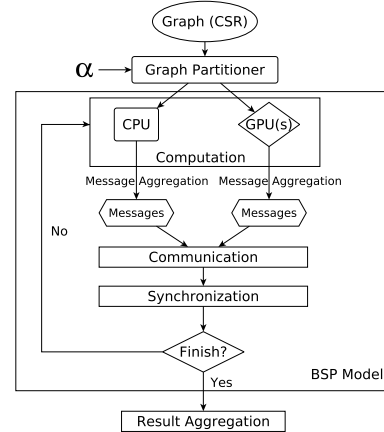 Graph (CSR)
α
Graph Partitioner
CPU
GPU(s)
Computation
Message Aggregation
Message Aggregation
Messages
Messages
No
Communication
Synchronization
Finish?
BSP Model
Yes
Result Aggregation